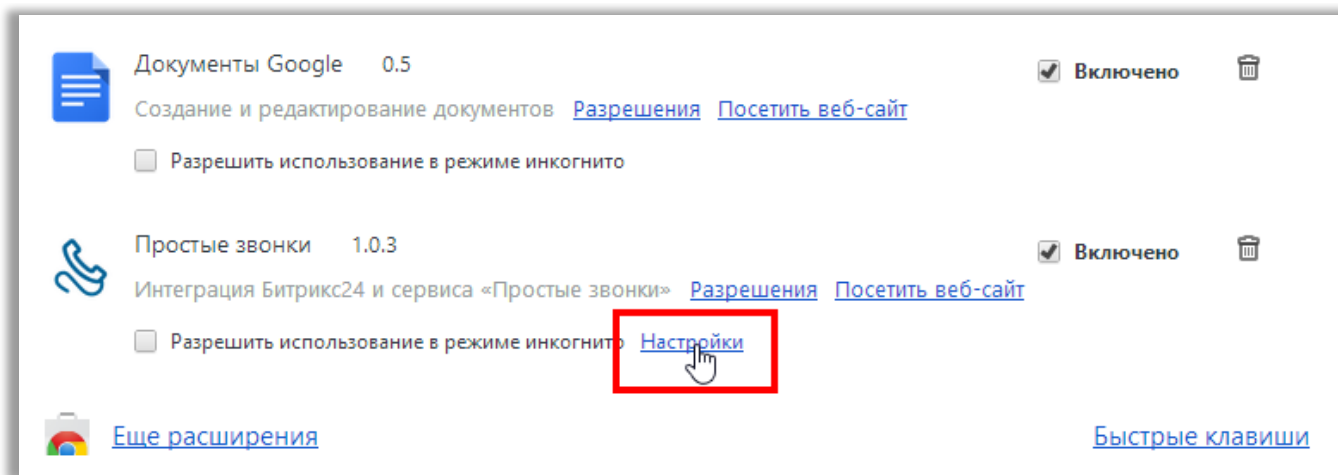 Документы Google 0.5 Включено
Создание и редактирование документов Разрешения Посетить веб-сайт
Разрешить использование в режиме инкогнито
Простые звонки 1.0.3 Включено
Интеграция Битрикс24 и сервиса «Простые звонки» Разрешения Посетить веб-сайт
Разрешить использование в режиме инкогнито Настройки
Еще расширения Быстрые клавиши